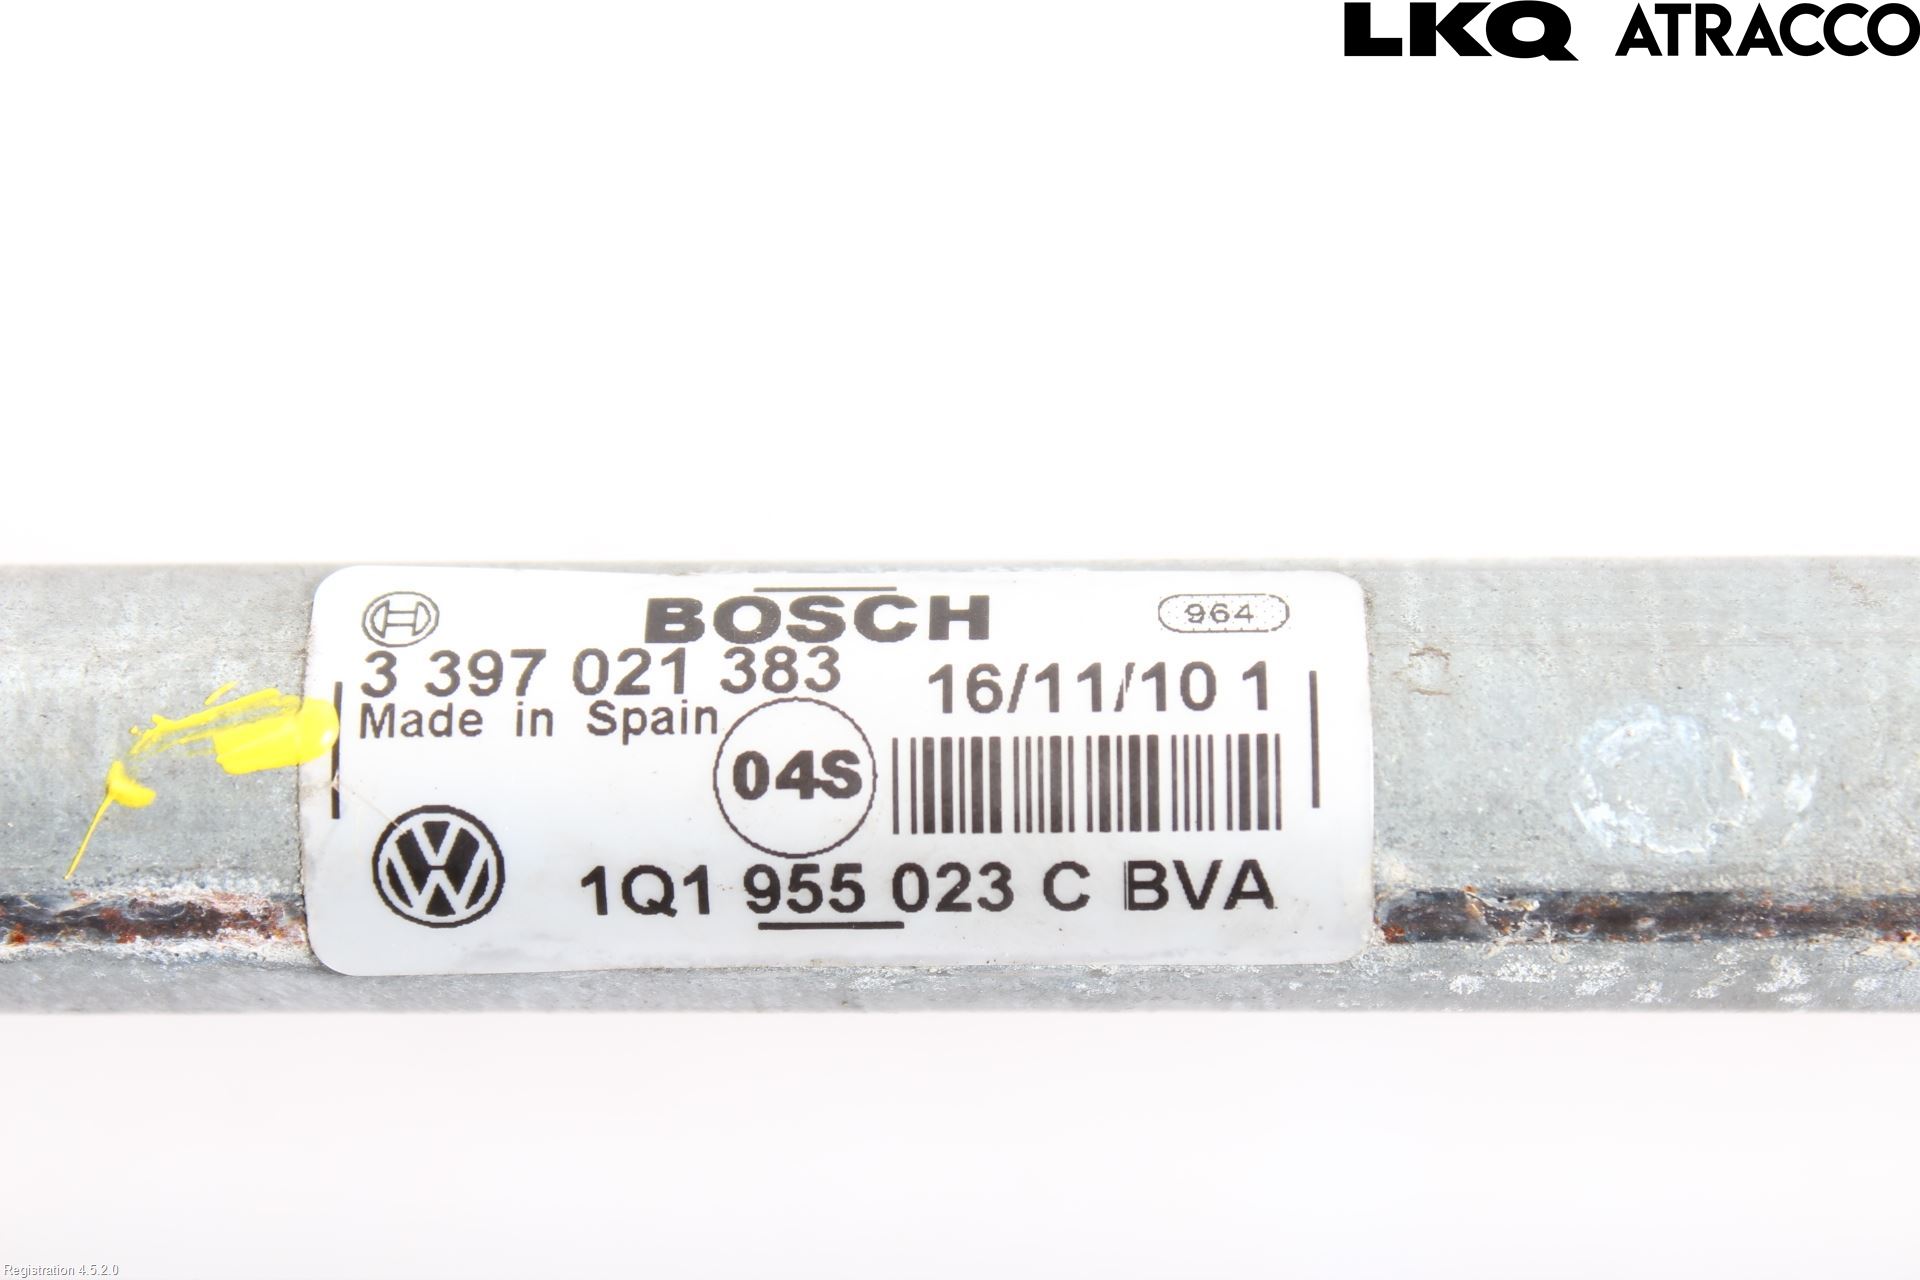 LKQ ATRACCO
BOSCH
964
3 397 021 383
16/11/10 1
Made in Spain
04S
1Q1 955 023 C BVA
Registration 4.5.2.0